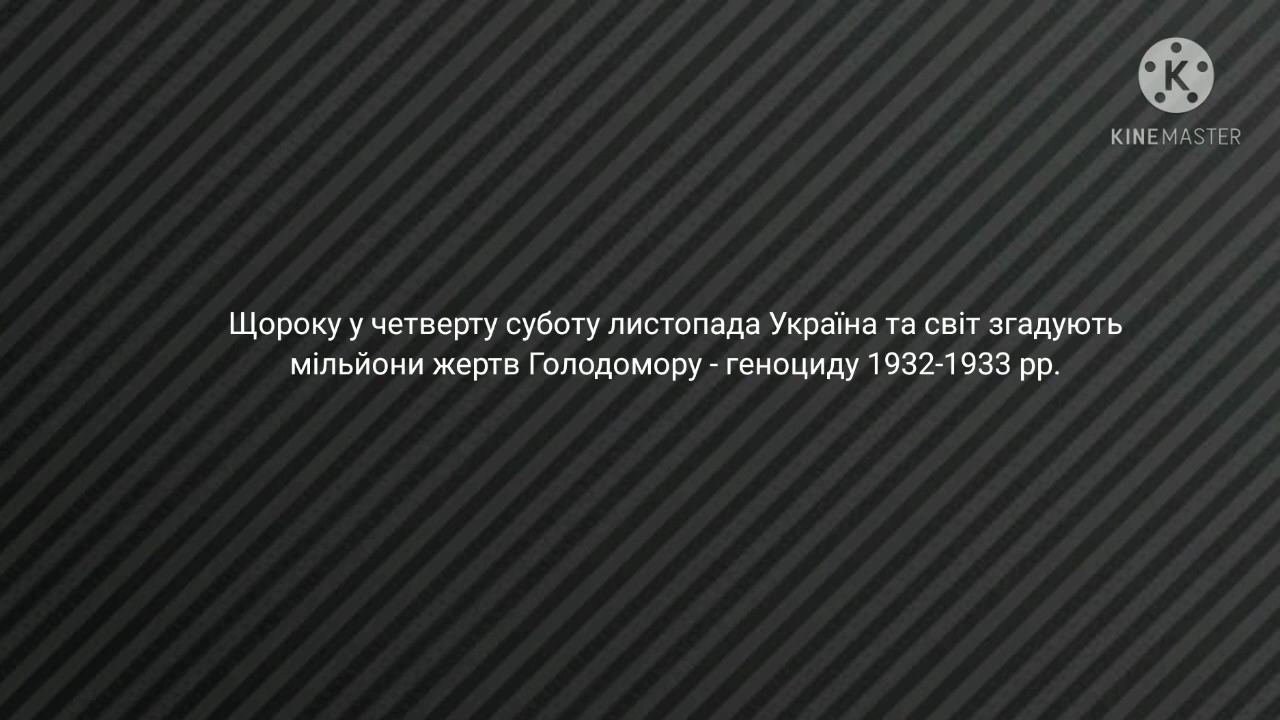 K
KINEMASTER
Щороку у четверту суботу листопада Україна та світ згадують
мільйони жертв Голодомору - геноциду 1932-1933 рр.